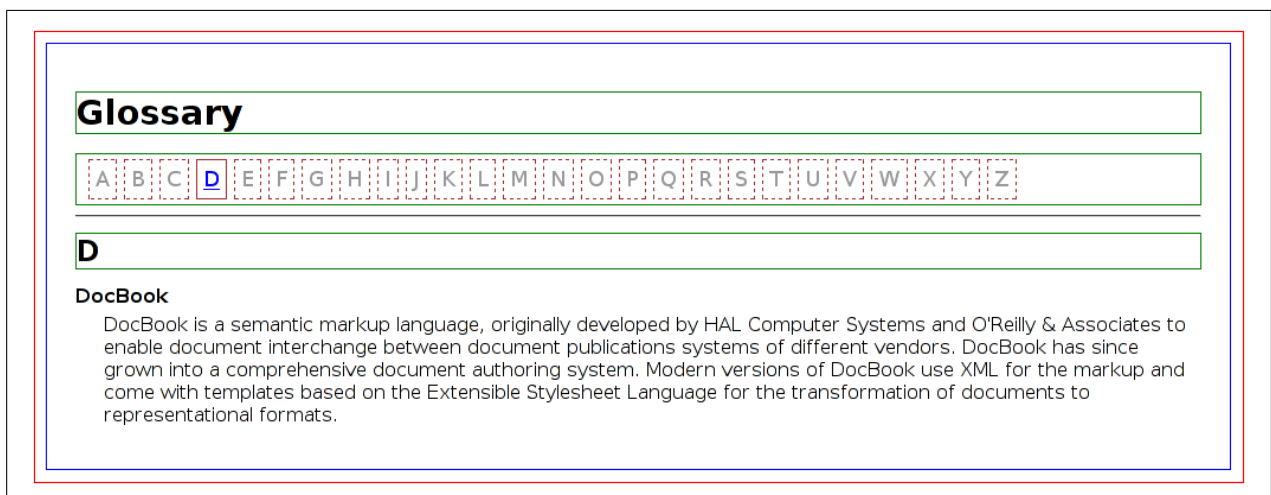 Glossary
A B C D E F G H I J K L M N O P Q R S T U V W X Y Z
D
DocBook
DocBook is a semantic markup language, originally developed by HAL Computer Systems and O'Reilly & Associates to
enable document interchange between document publications systems of different vendors. DocBook has since
grown into a comprehensive document authoring system. Modern versions of DocBook use XML for the markup and
come with templates based on the Extensible Stylesheet Language for the transformation of documents to
representational formats.